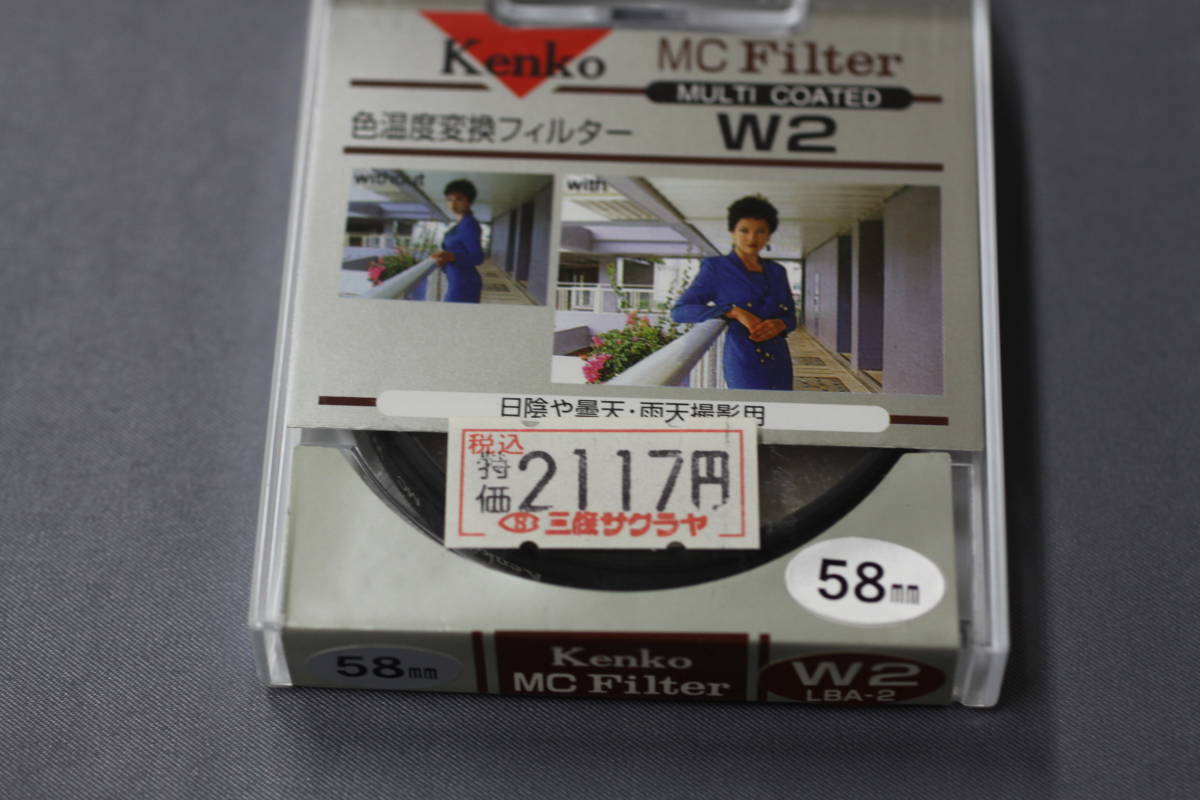 Kenko MC Filter
MULTI COATED
色温度変換フィルター W2
without
with
日陰や曇天・雨天撮影用
税込
特価 2117円
三條サクラヤ
58mm
58mm
Kenko
MC Filter
W2
LBA-2